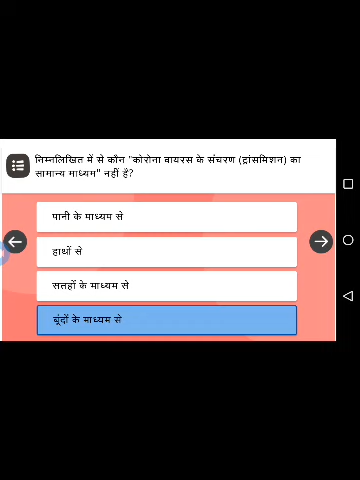 निम्नलिखित में से कौन "कोरोना वायरस के संचरण (ट्रांसमिशन) का
सामान्य माध्यम" नहीं है?
पानी के माध्यम से
हाथों से
सतहों के माध्यम से
बूंदों के माध्यम से